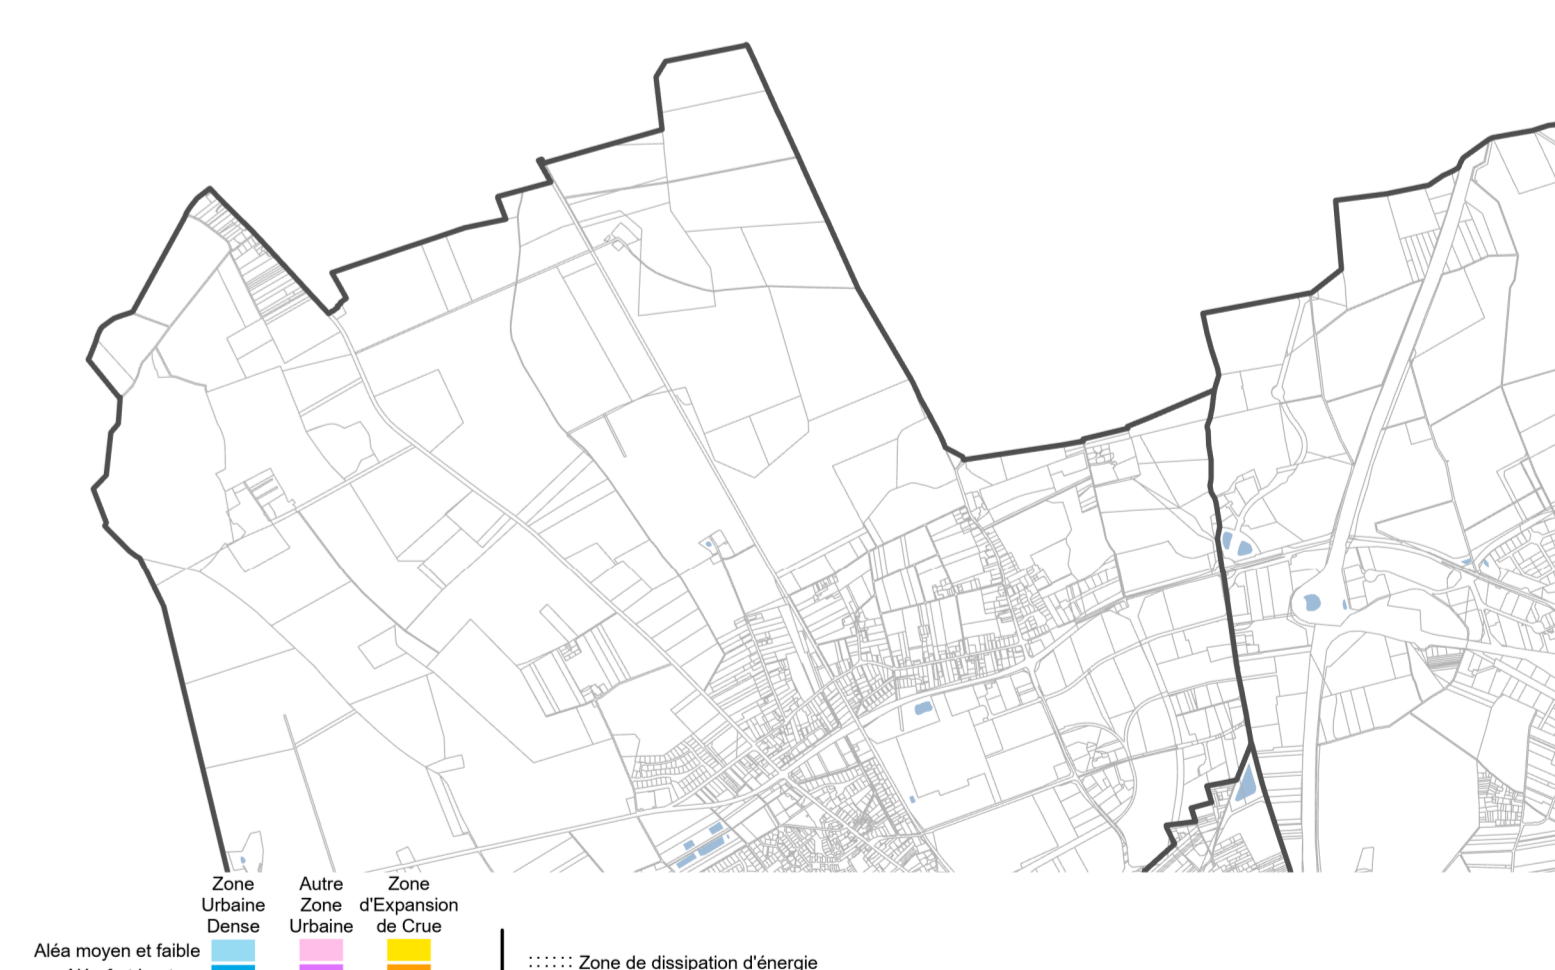 Zone
Urbaine
Dense
Autre
Zone
Urbaine
Zone
d'Expansion
de Crue
Aléa moyen et faible
Zone de dissipation d'énergie